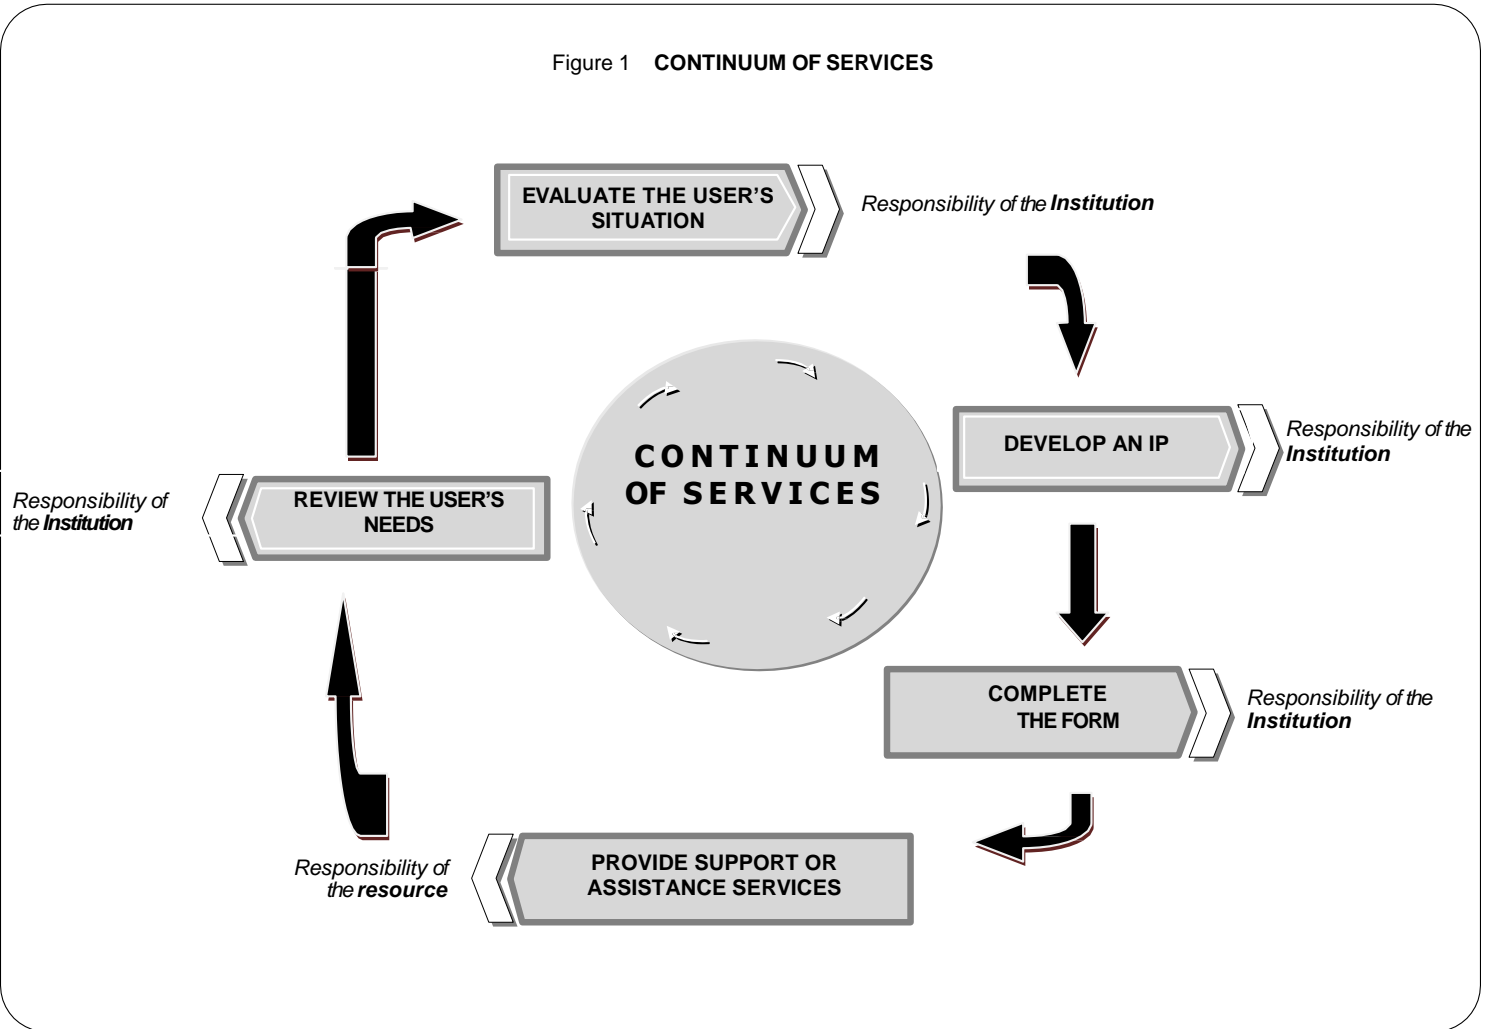 Figure 1 CONTINUUM OF SERVICES
EVALUATE THE USER'S
SITUATION
Responsibility of the Institution
DEVELOP AN IP
Responsibility of the
Institution
CONTINUUM
OF SERVICES
REVIEW THE USER'S
NEEDS
Responsibility of
the Institution
COMPLETE
THE FORM
Responsibility of the
Institution
PROVIDE SUPPORT OR
ASSISTANCE SERVICES
Responsibility of
the resource